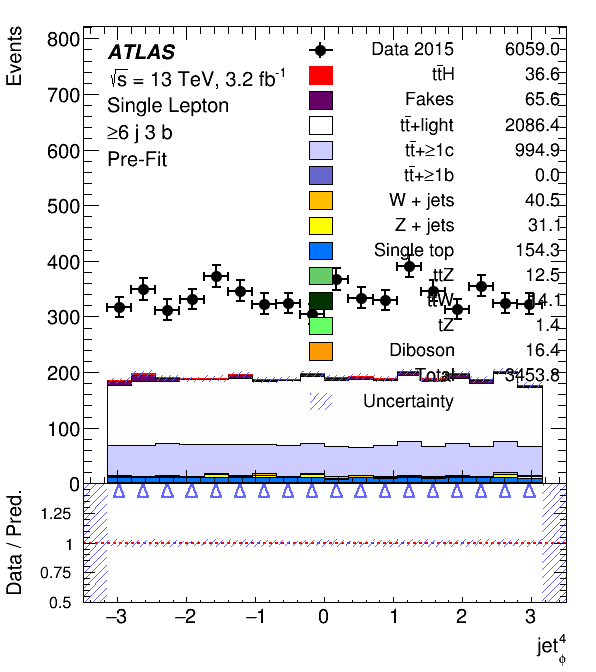 Events
800
700
600
500
400
300
200
100
0
ATLAS
√s = 13 TeV, 3.2 fb⁻¹
Single Lepton
≥6 j 3 b
Pre-Fit
Data 2015 6059.0
tt̄H 36.6
Fakes 65.6
tt̄+light 2086.4
tt̄+≥1c 994.9
tt̄+≥1b 0.0
W + jets 40.5
Z + jets 31.1
Single top 154.3
tt̄Z 12.5
tt̄W
tZ 1.4
Diboson 16.4
Total 3453.8
Uncertainty
Data / Pred.
1.25
1
0.75
0.5
−3 −2 −1 0 1 2 3
jet⁴_ϕ